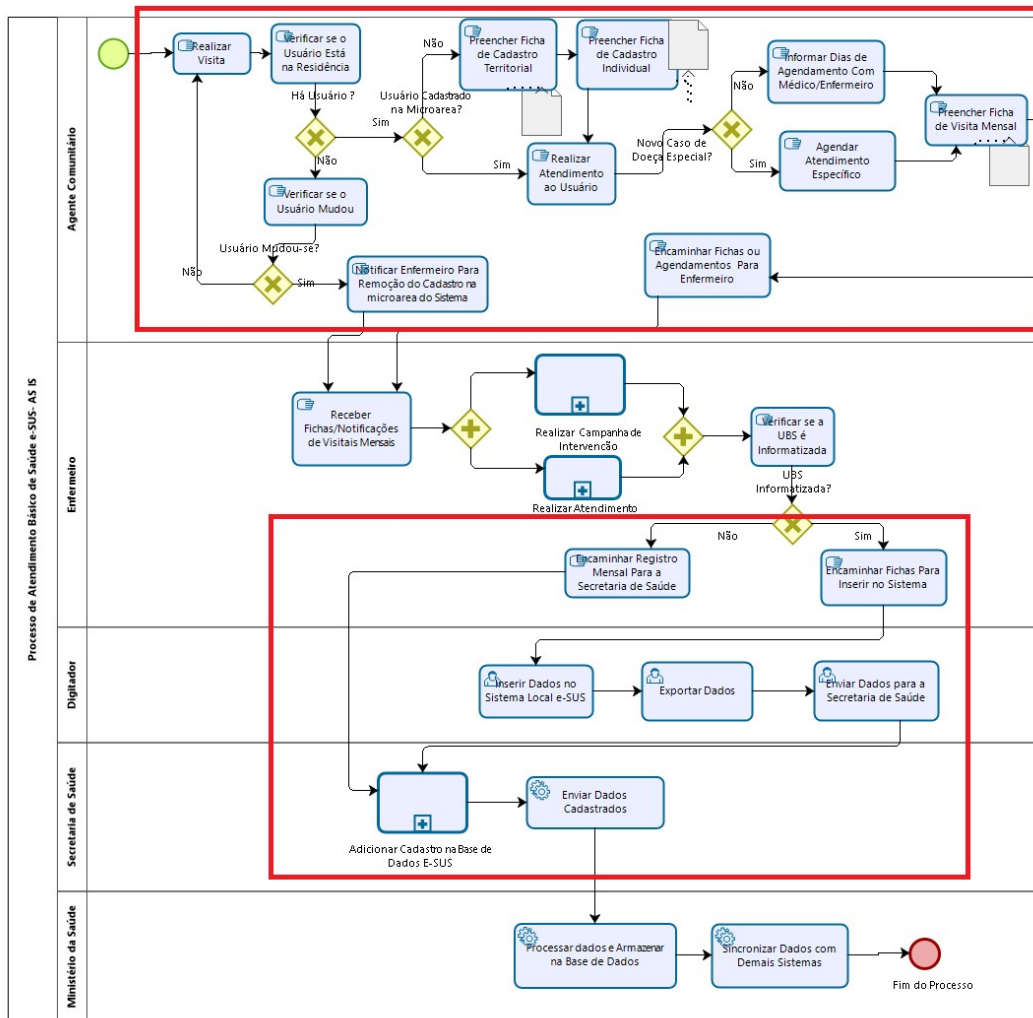 Processo de Atendimento Básico de Saúde e-SUS- AS IS
Agente Comunitário
Realizar
Visita
Verificar se o
Usuário Está
na Residência
Há Usuário ?
Não
Sim
Usuário Cadastrado
na Microarea?
Não
Sim
Preencher Ficha
de Cadastro
Territorial
Preencher Ficha
de Cadastro
Individual
Realizar
Atendimento
ao Usuário
Novo Caso de
Doeça Especial?
Não
Sim
Informar Dias de
Agendamento Com
Médico/Enfermeiro
Agendar
Atendimento
Específico
Preencher Ficha
de Visita Mensal
Verificar se o
Usuário Mudou
Usuário Mudou-se?
Não
Sim
Notificar Enfermeiro Para
Remoção do Cadastro na
microarea do Sistema
Encaminhar Fichas ou
Agendamentos Para
Enfermeiro
Enfermeiro
Receber
Fichas/Notificações
de Visitais Mensais
Realizar Campanha de
Intervenção
Realizar Atendimento
Verificar se a
UBS é
Informatizada
UBS
Informatizada?
Não
Sim
Encaminhar Registro
Mensal Para a
Secretaria de Saúde
Encaminhar Fichas Para
Inserir no Sistema
Digitador
Inserir Dados no
Sistema Local e-SUS
Exportar Dados
Enviar Dados para a
Secretaria de Saúde
Secretaria de Saúde
Adicionar Cadastro na Base de
Dados E-SUS
Enviar Dados
Cadastrados
Ministério da Saúde
Processar dados e Armazenar
na Base de Dados
Sincronizar Dados com
Demais Sistemas
Fim do Processo